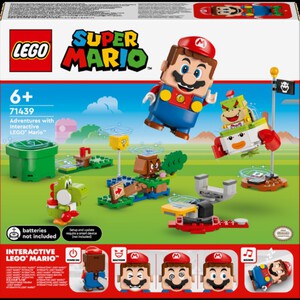 LEGO
SUPER
MARIO
6+
71439
Adventures with
Interactive
LEGO® Mario™
batteries
not included
INTERACTIVE
LEGO® MARIO™